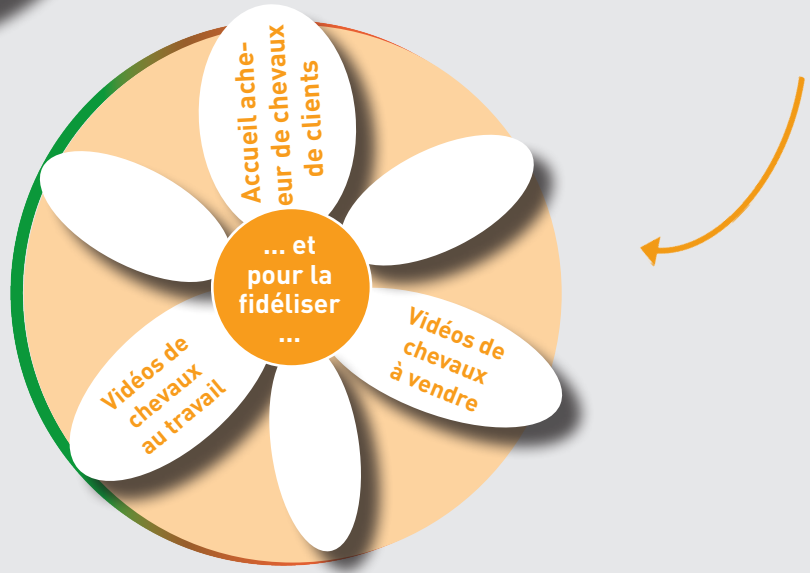 Accueil ache-
eur de chevaux
de clients
... et
pour la
fidéliser
...
Vidéos de
chevaux
à vendre
Vidéos de
chevaux
au travail